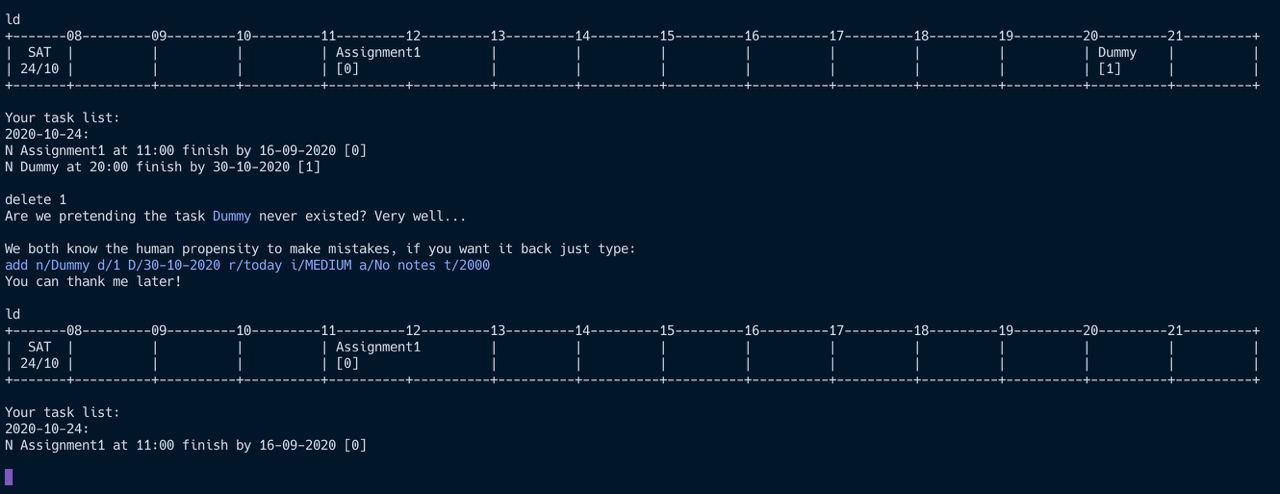 ld
+-------08---------09---------10---------11---------12---------13---------14---------15---------16---------17---------18---------19---------20---------21---------+
|  SAT  |          |          |          | Assignment1         |          |          |          |          |          |          |          | Dummy    |          |
| 24/10 |          |          |          | [0]                 |          |          |          |          |          |          |          | [1]      |          |
+-------+----------+----------+----------+----------+----------+----------+----------+----------+----------+----------+----------+----------+----------+----------+
Your task list:
2020-10-24:
N Assignment1 at 11:00 finish by 16-09-2020 [0]
N Dummy at 20:00 finish by 30-10-2020 [1]
delete 1
Are we pretending the task Dummy never existed? Very well...
We both know the human propensity to make mistakes, if you want it back just type:
add n/Dummy d/1 D/30-10-2020 r/today i/MEDIUM a/No notes t/2000
You can thank me later!
ld
+-------08---------09---------10---------11---------12---------13---------14---------15---------16---------17---------18---------19---------20---------21---------+
|  SAT  |          |          |          | Assignment1         |          |          |          |          |          |          |          |          |          |
| 24/10 |          |          |          | [0]                 |          |          |          |          |          |          |          |          |          |
+-------+----------+----------+----------+----------+----------+----------+----------+----------+----------+----------+----------+----------+----------+----------+
Your task list:
2020-10-24:
N Assignment1 at 11:00 finish by 16-09-2020 [0]